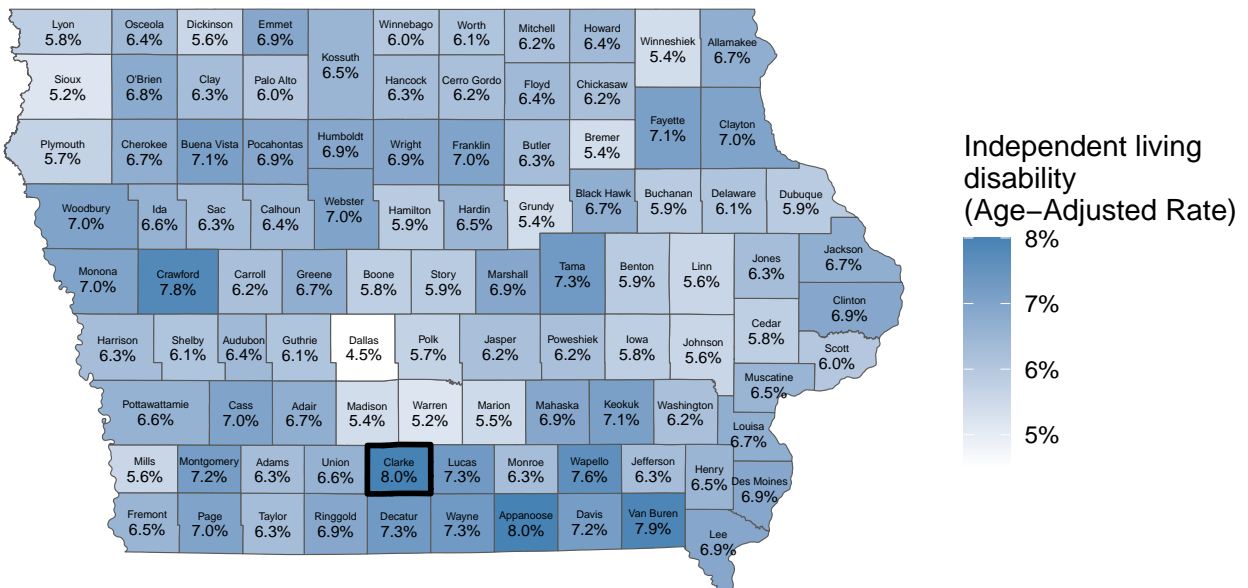 Lyon
5.8%
Osceola
6.4%
Dickinson
5.6%
Emmet
6.9%
Kossuth
6.5%
Winnebago
6.0%
Worth
6.1%
Mitchell
6.2%
Howard
6.4%
Winneshiek
5.4%
Allamakee
6.7%
Sioux
5.2%
O'Brien
6.8%
Clay
6.3%
Palo Alto
6.0%
Hancock
6.3%
Cerro Gordo
6.2%
Floyd
6.4%
Chickasaw
6.2%
Fayette
7.1%
Clayton
7.0%
Plymouth
5.7%
Cherokee
6.7%
Buena Vista
7.1%
Pocahontas
6.9%
Humboldt
6.9%
Wright
6.9%
Franklin
7.0%
Butler
6.3%
Bremer
5.4%
Woodbury
7.0%
Ida
6.6%
Sac
6.3%
Calhoun
6.4%
Webster
7.0%
Hamilton
5.9%
Hardin
6.5%
Grundy
5.4%
Black Hawk
6.7%
Buchanan
5.9%
Delaware
6.1%
Dubuque
5.9%
Monona
7.0%
Crawford
7.8%
Carroll
6.2%
Greene
6.7%
Boone
5.8%
Story
5.9%
Marshall
6.9%
Tama
7.3%
Benton
5.9%
Linn
5.6%
Jones
6.3%
Jackson
6.7%
Clinton
6.9%
Harrison
6.3%
Shelby
6.1%
Audubon
6.4%
Guthrie
6.1%
Dallas
4.5%
Polk
5.7%
Jasper
6.2%
Poweshiek
6.2%
Iowa
5.8%
Johnson
5.6%
Cedar
5.8%
Scott
6.0%
Muscatine
6.5%
Pottawattamie
6.6%
Cass
7.0%
Adair
6.7%
Madison
5.4%
Warren
5.2%
Marion
5.5%
Mahaska
6.9%
Keokuk
7.1%
Washington
6.2%
Louisa
6.7%
Mills
5.6%
Montgomery
7.2%
Adams
6.3%
Union
6.6%
Clarke
8.0%
Lucas
7.3%
Monroe
6.3%
Wapello
7.6%
Jefferson
6.3%
Henry
6.5%
Des Moines
6.9%
Fremont
6.5%
Page
7.0%
Taylor
6.3%
Ringgold
6.9%
Decatur
7.3%
Wayne
7.3%
Appanoose
8.0%
Davis
7.2%
Van Buren
7.9%
Lee
6.9%
Independent living
disability
(Age−Adjusted Rate)
8%
7%
6%
5%